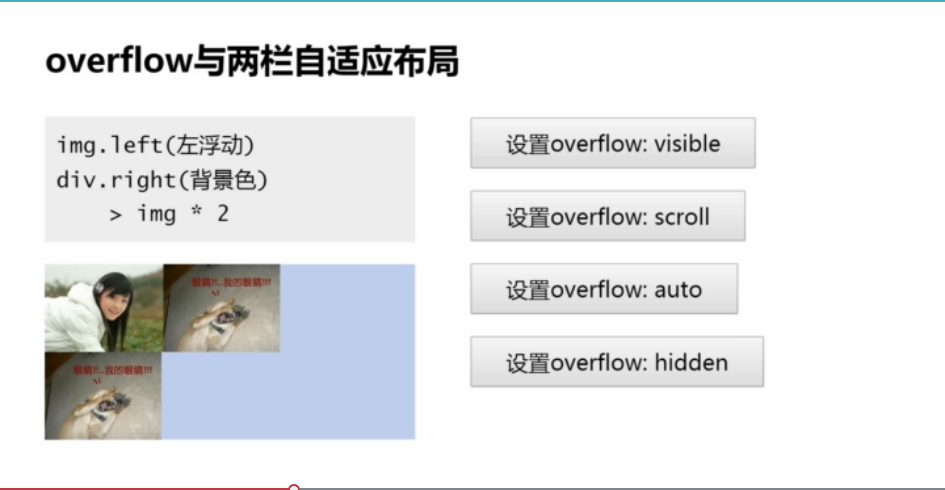 overflow与两栏自适应布局
img.left(左浮动)
div.right(背景色)
> img * 2
设置overflow: visible
设置overflow: scroll
设置overflow: auto
设置overflow: hidden
眼睛!!..我的眼睛!!!
眼睛!!..我的眼睛!!!